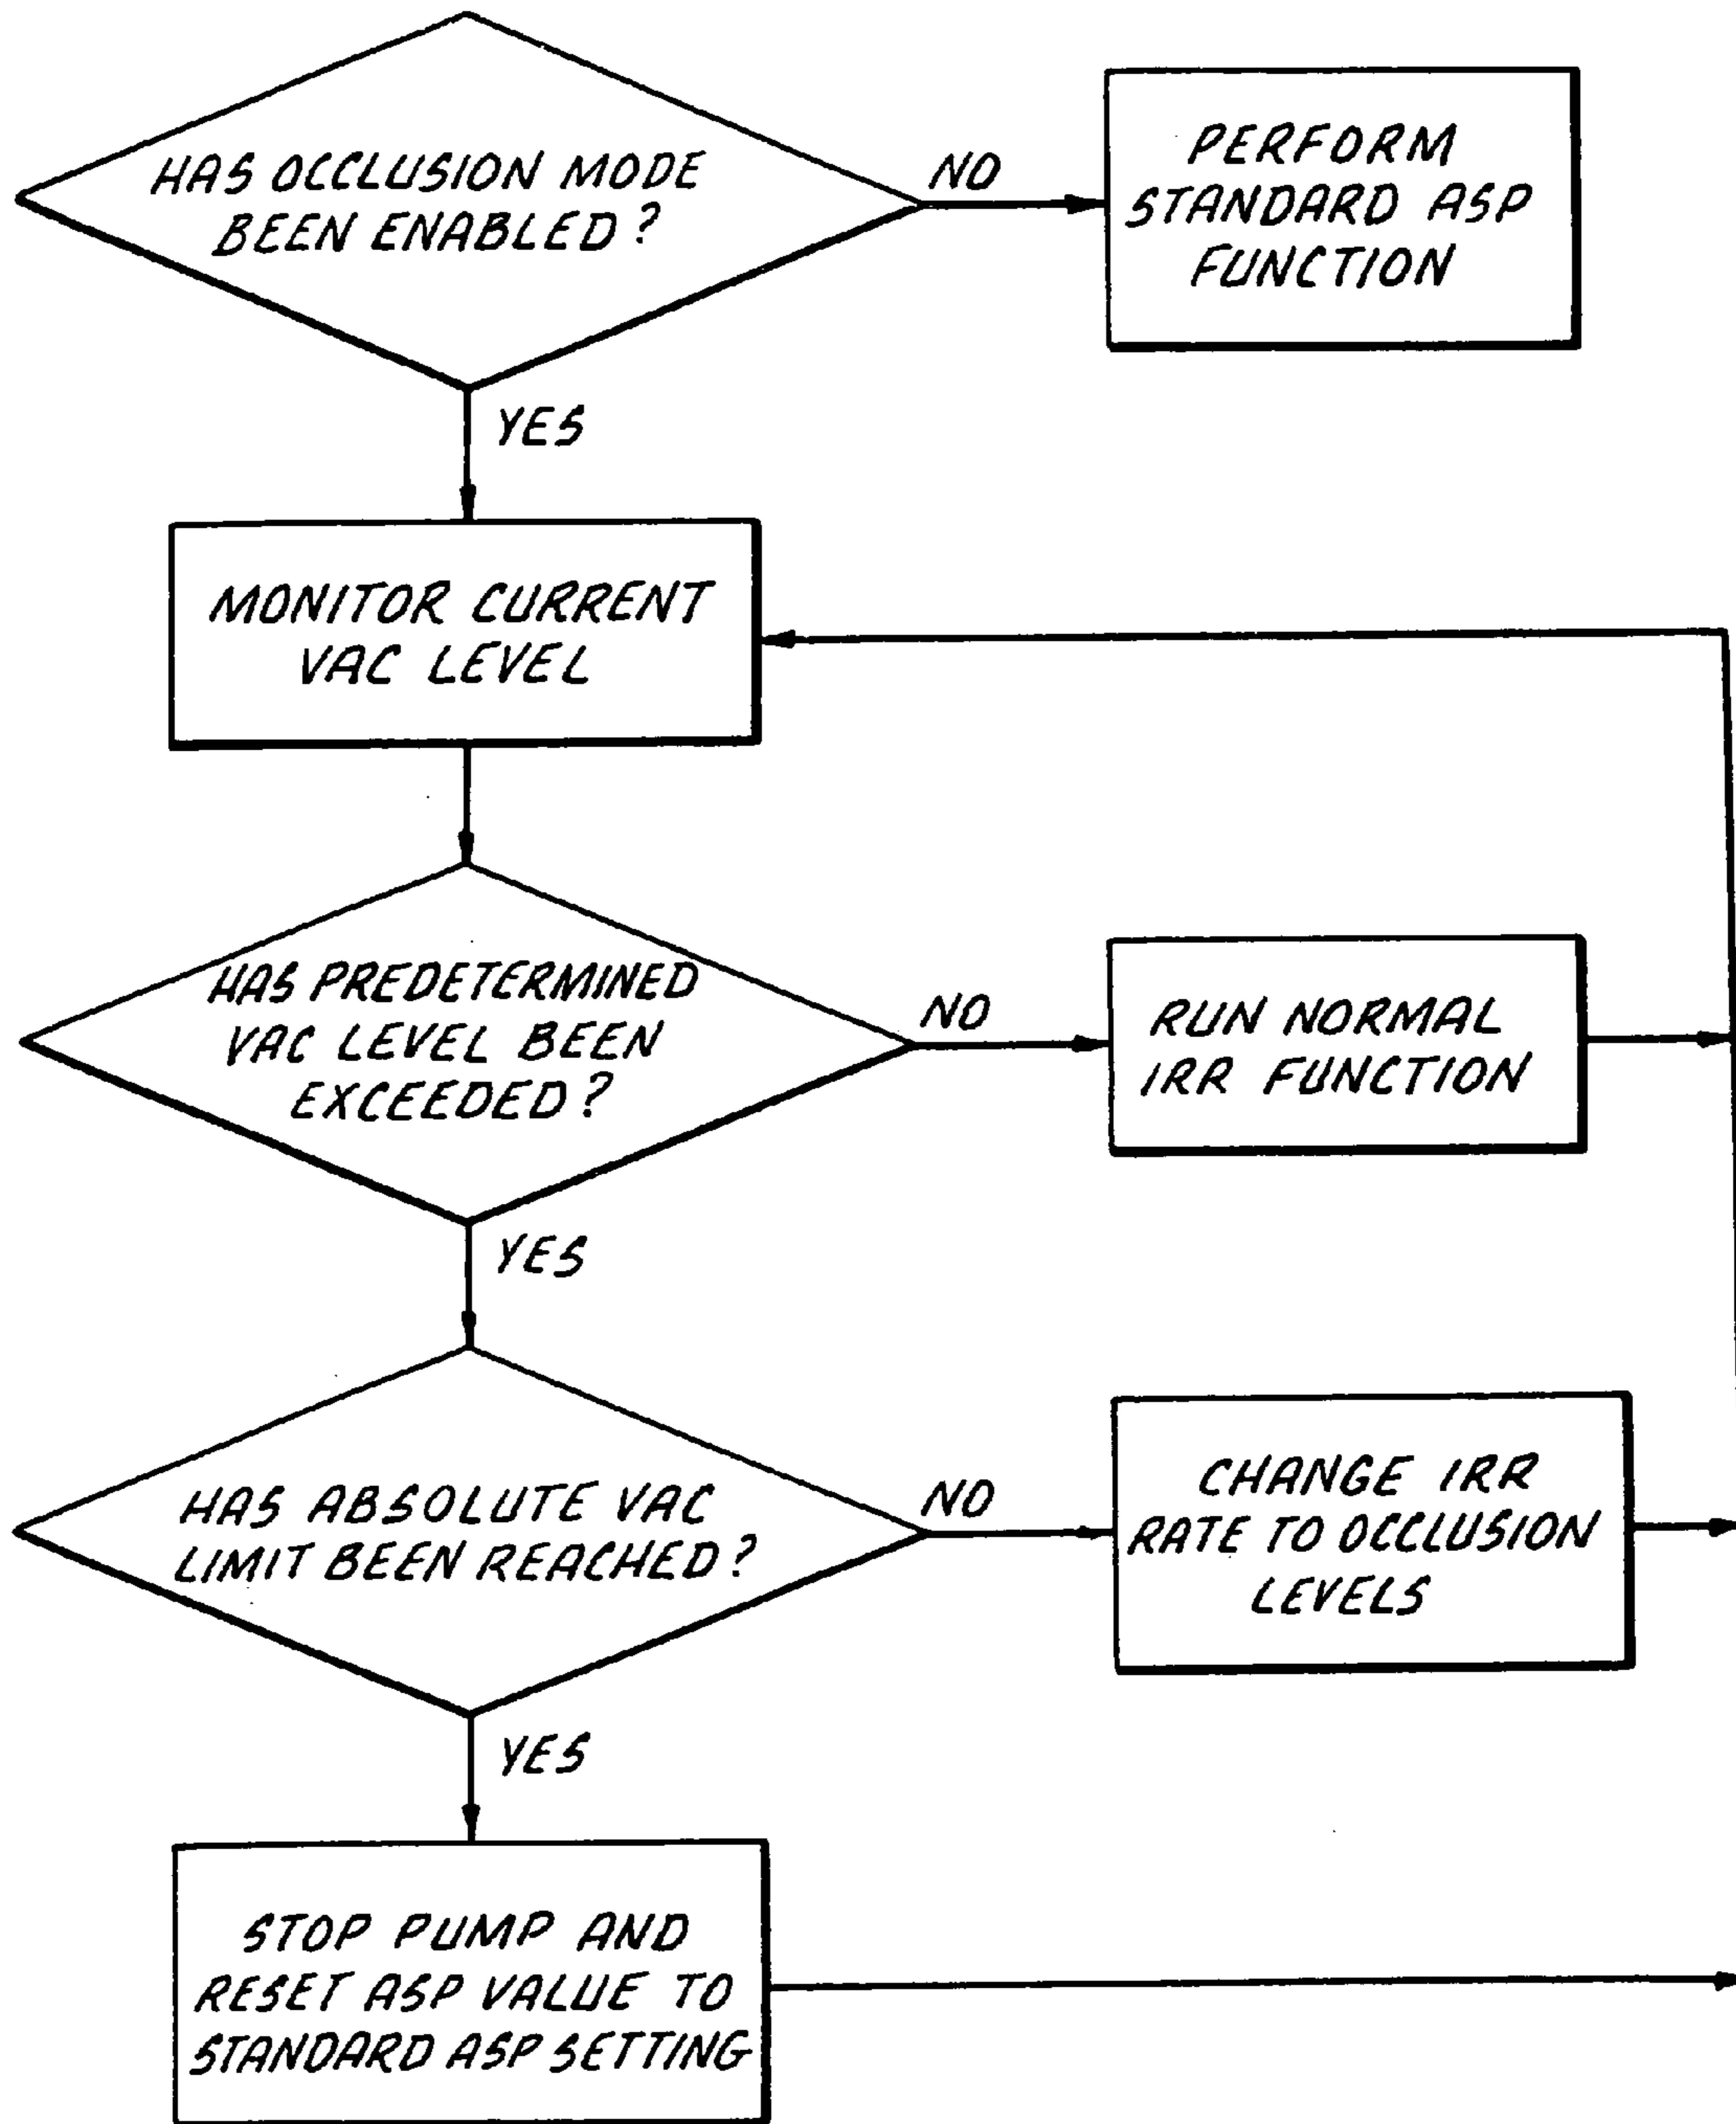 HAS OCCLUSION MODE
BEEN ENABLED?
NO
PERFORM
STANDARD ASP
FUNCTION
YES
MONITOR CURRENT
VAC LEVEL
HAS PREDETERMINED
VAC LEVEL BEEN
EXCEEDED?
NO
RUN NORMAL
IRR FUNCTION
YES
HAS ABSOLUTE VAC
LIMIT BEEN REACHED?
NO
CHANGE IRR
RATE TO OCCLUSION
LEVELS
YES
STOP PUMP AND
RESET ASP VALUE TO
STANDARD ASP SETTING